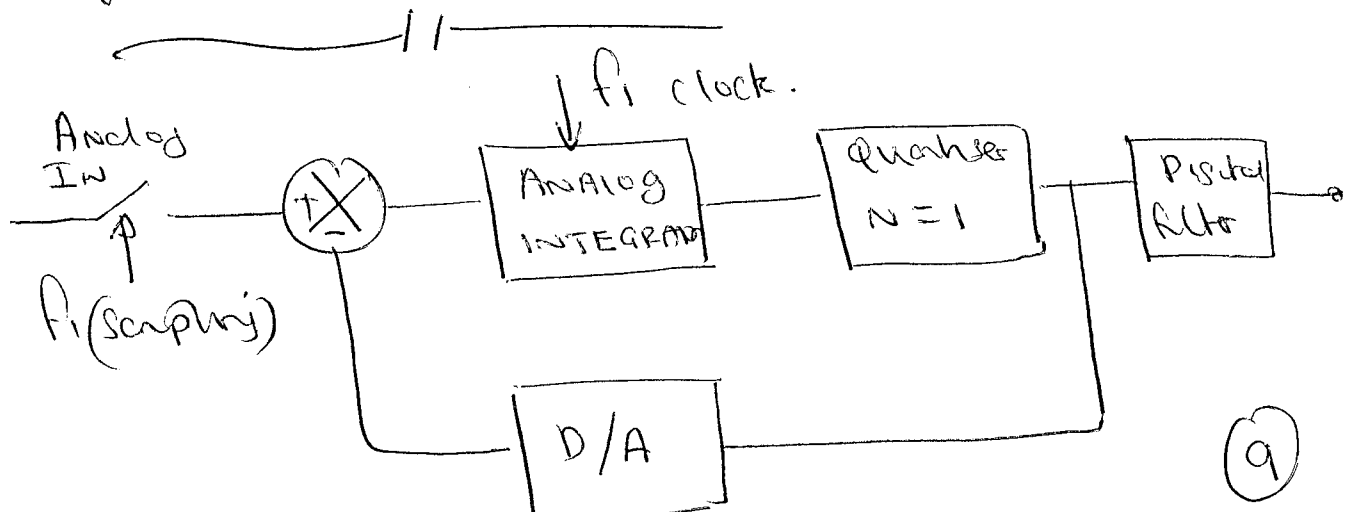 f₁ clock.
Analog
IN
+
-
ANALOG
INTEGRATOR
Quantiser
N = 1
Digital
filter
f₁ (sampling)
D/A
9